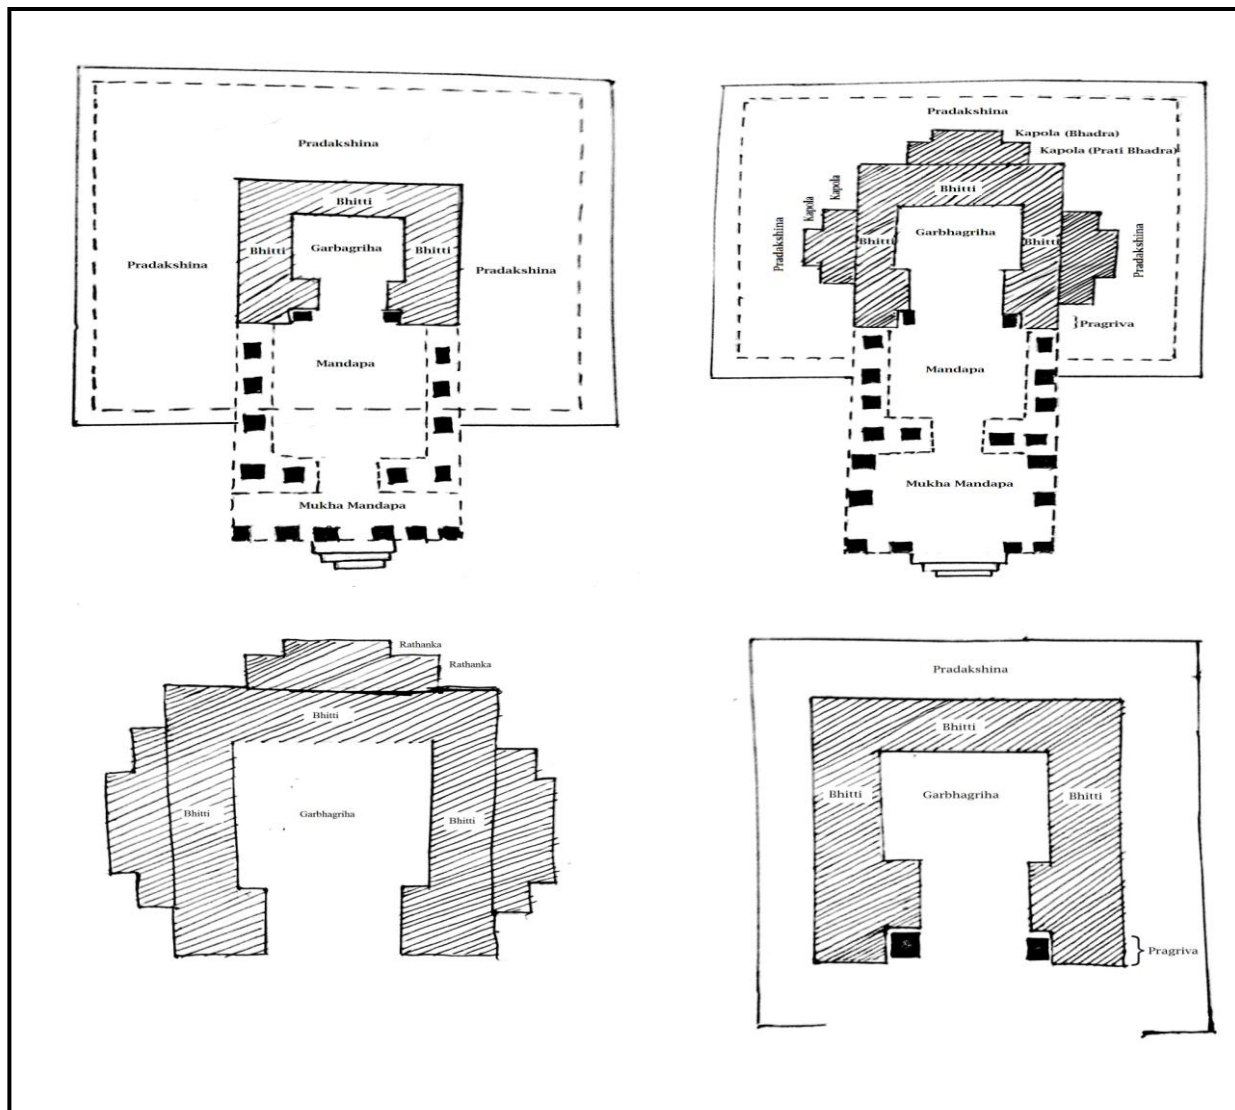 Pradakshina
Bhitti
Garbagriha
Bhitti
Bhitti
Pradakshina
Pradakshina
Mandapa
Mukha Mandapa
Pradakshina
Kapola (Bhadra)
Kapola (Prati Bhadra)
Kapola
Kapola
Bhitti
Pradakshina
Bhitti
Garbhagriha
Bhitti
Pradakshina
Pragriva
Mandapa
Mukha Mandapa
Rathanka
Rathanka
Bhitti
Bhitti
Garbhagriha
Bhitti
Pradakshina
Bhitti
Bhitti
Garbhagriha
Bhitti
Pragriva